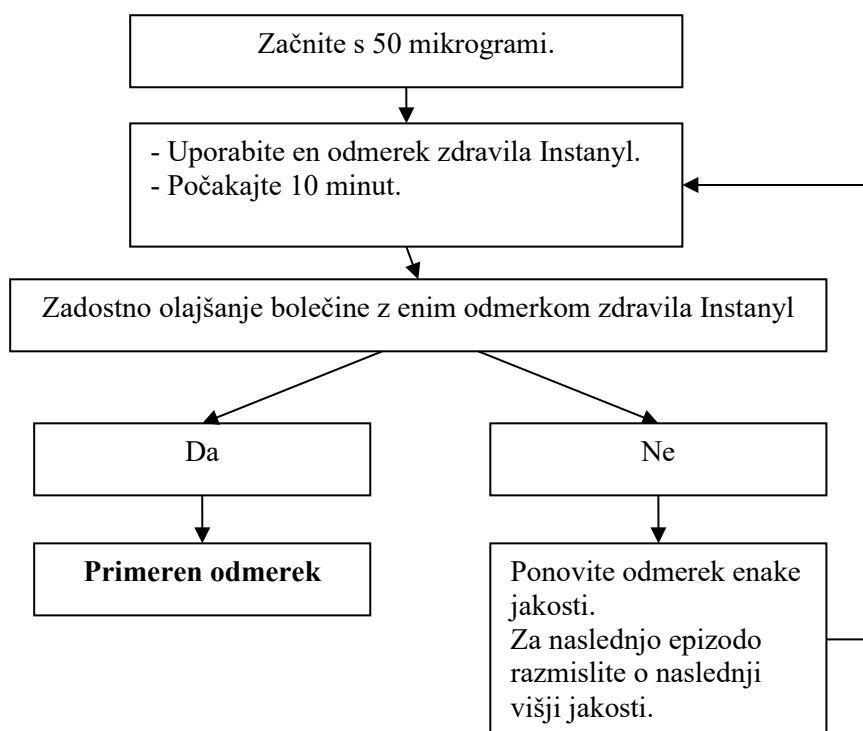 Začnite s 50 mikrogrami.
- Uporabite en odmerek zdravila Instanyl.
- Počakajte 10 minut.
Zadostno olajšanje bolečine z enim odmerkom zdravila Instanyl
Da
Ne
Primeren odmerek
Ponovite odmerek enake
jakosti.
Za naslednjo epizodo
razmislite o naslednji
višji jakosti.